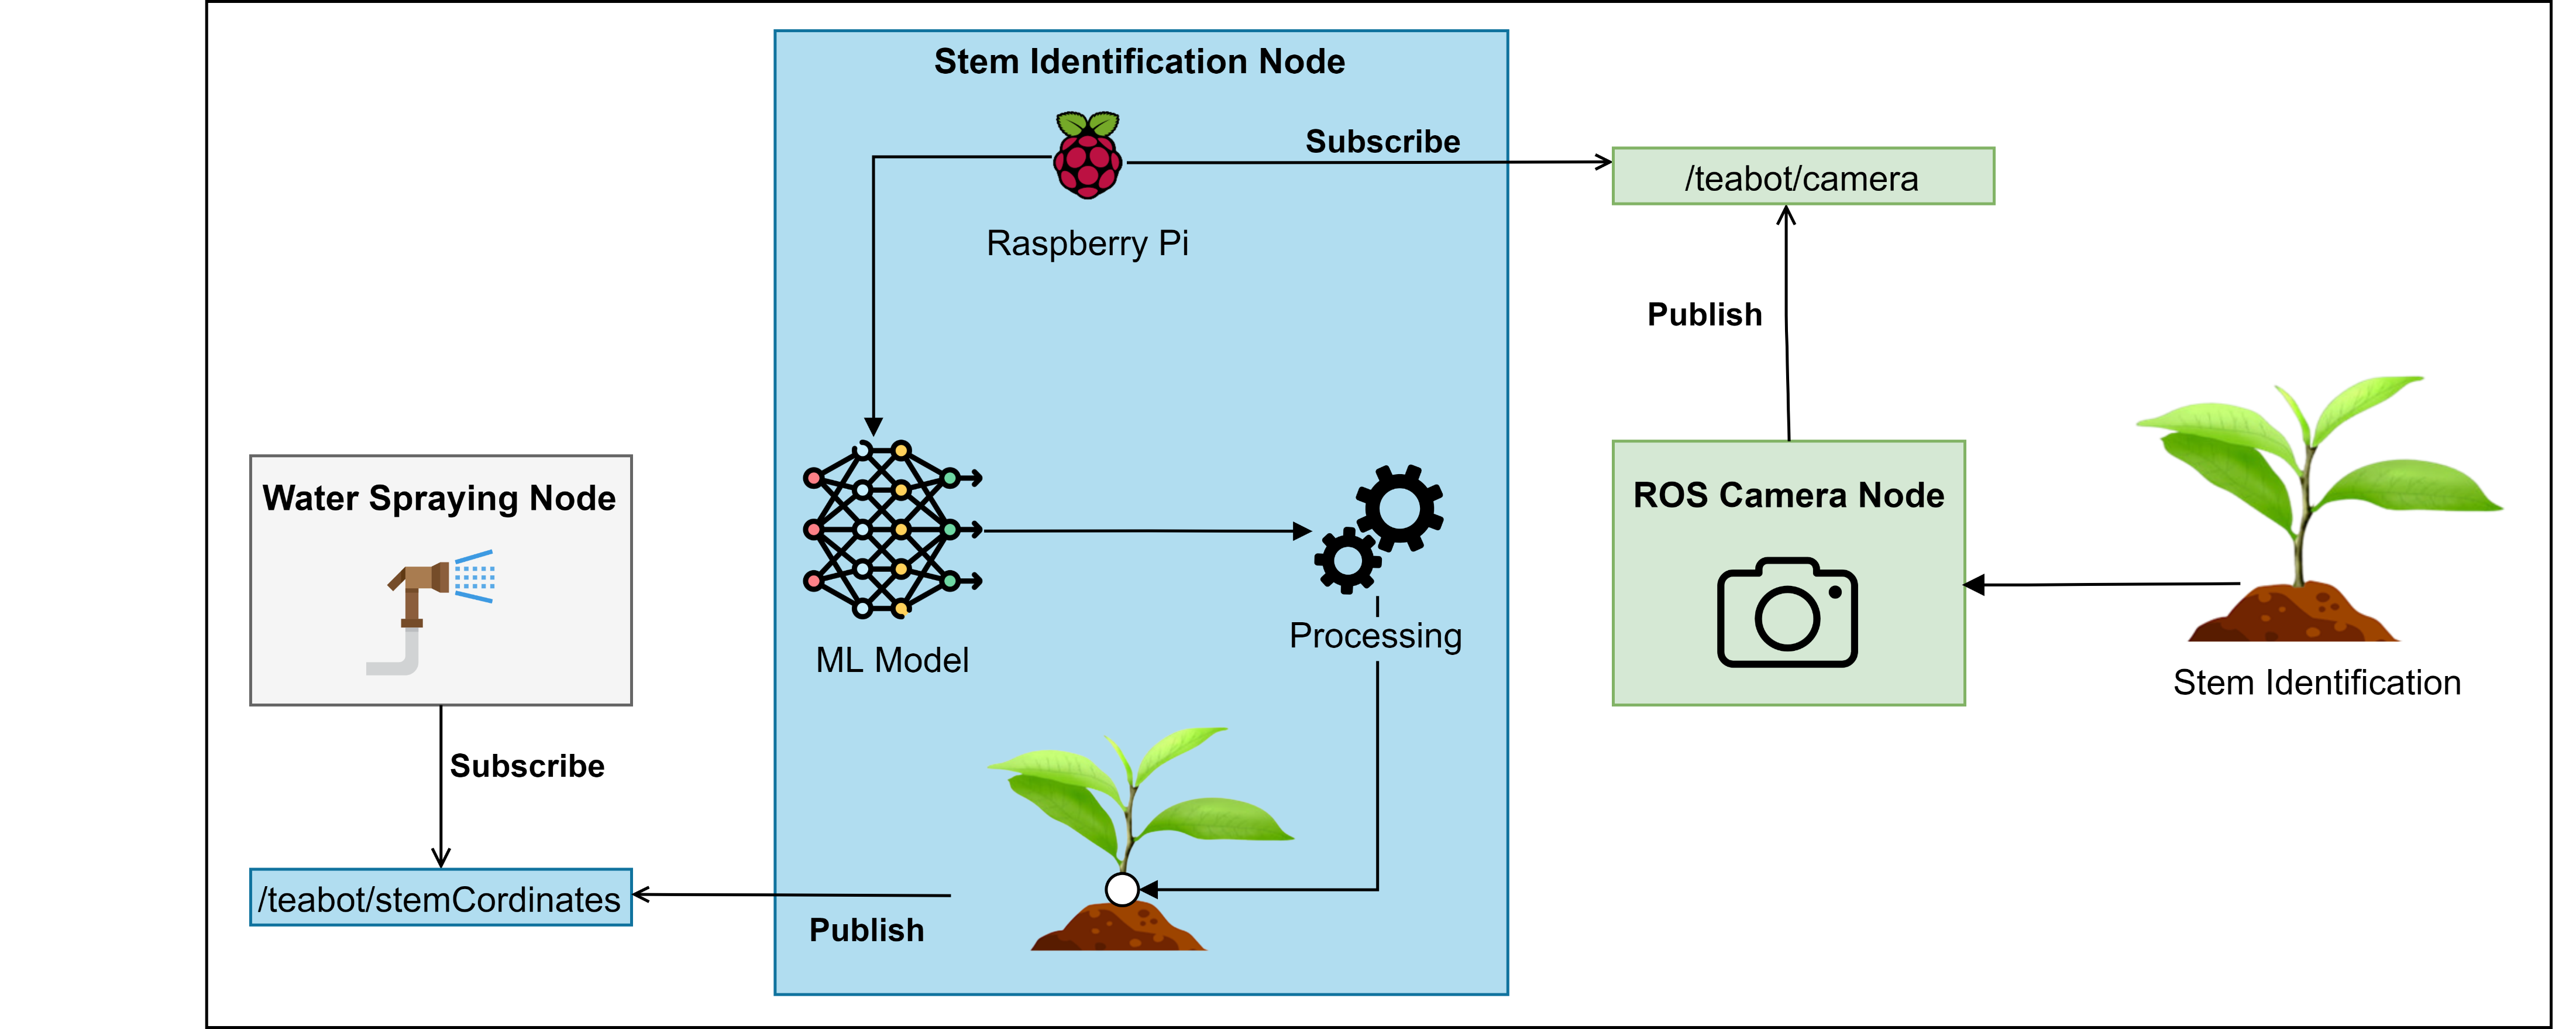 Stem Identification Node
Subscribe
/teabot/camera
Raspberry Pi
Publish
Water Spraying Node
ROS Camera Node
Processing
ML Model
Stem Identification
Subscribe
/teabot/stemCordinates
Publish